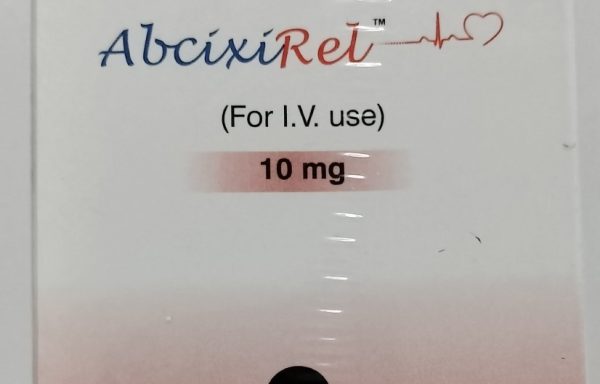 AbcixiRel™
(For I.V. use)
10 mg